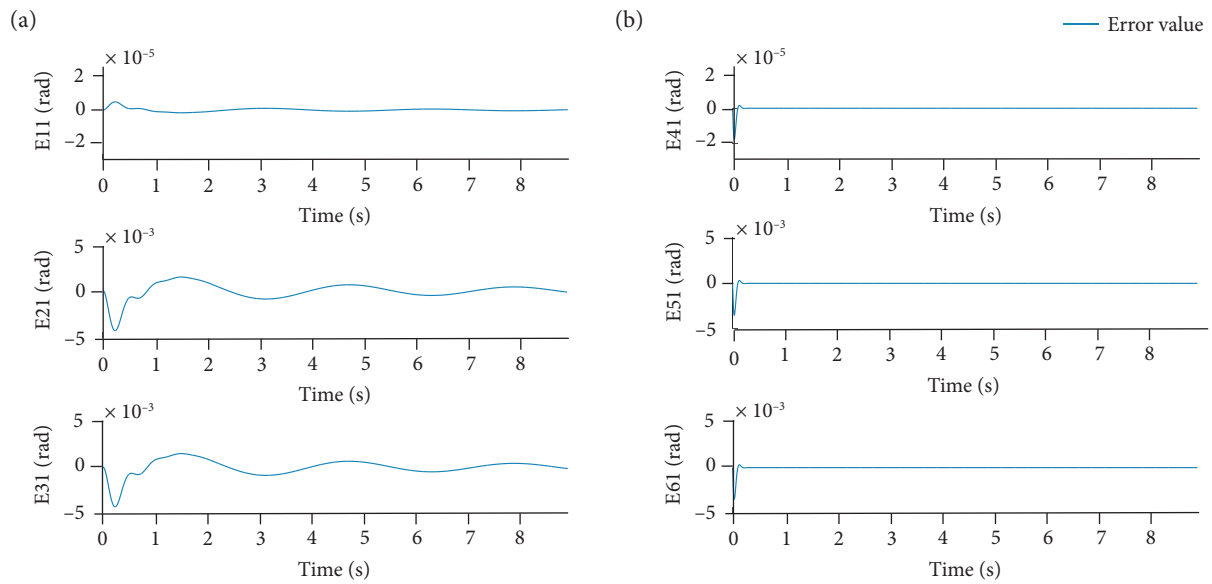 (a)
× 10⁻⁵
2
0
−2
E11 (rad)
0 1 2 3 4 5 6 7 8
Time (s)
× 10⁻³
5
0
−5
E21 (rad)
0 1 2 3 4 5 6 7 8
Time (s)
× 10⁻³
5
0
−5
E31 (rad)
0 1 2 3 4 5 6 7 8
Time (s)
(b)
Error value
× 10⁻⁵
2
0
−2
E41 (rad)
0 1 2 3 4 5 6 7 8
Time (s)
× 10⁻³
5
0
−5
E51 (rad)
0 1 2 3 4 5 6 7 8
Time (s)
× 10⁻³
5
0
−5
E61 (rad)
0 1 2 3 4 5 6 7 8
Time (s)